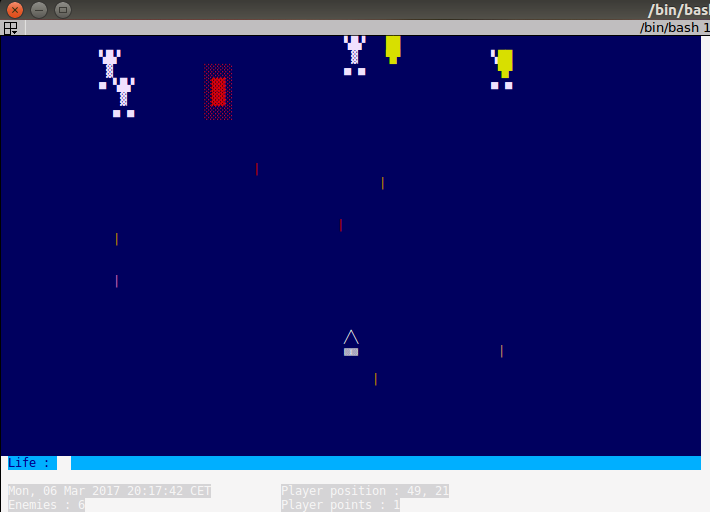 /bin/bash
/bin/bash 1
Life :
Mon, 06 Mar 2017 20:17:42 CET
Player position : 49, 21
Enemies : 6
Player points : 1